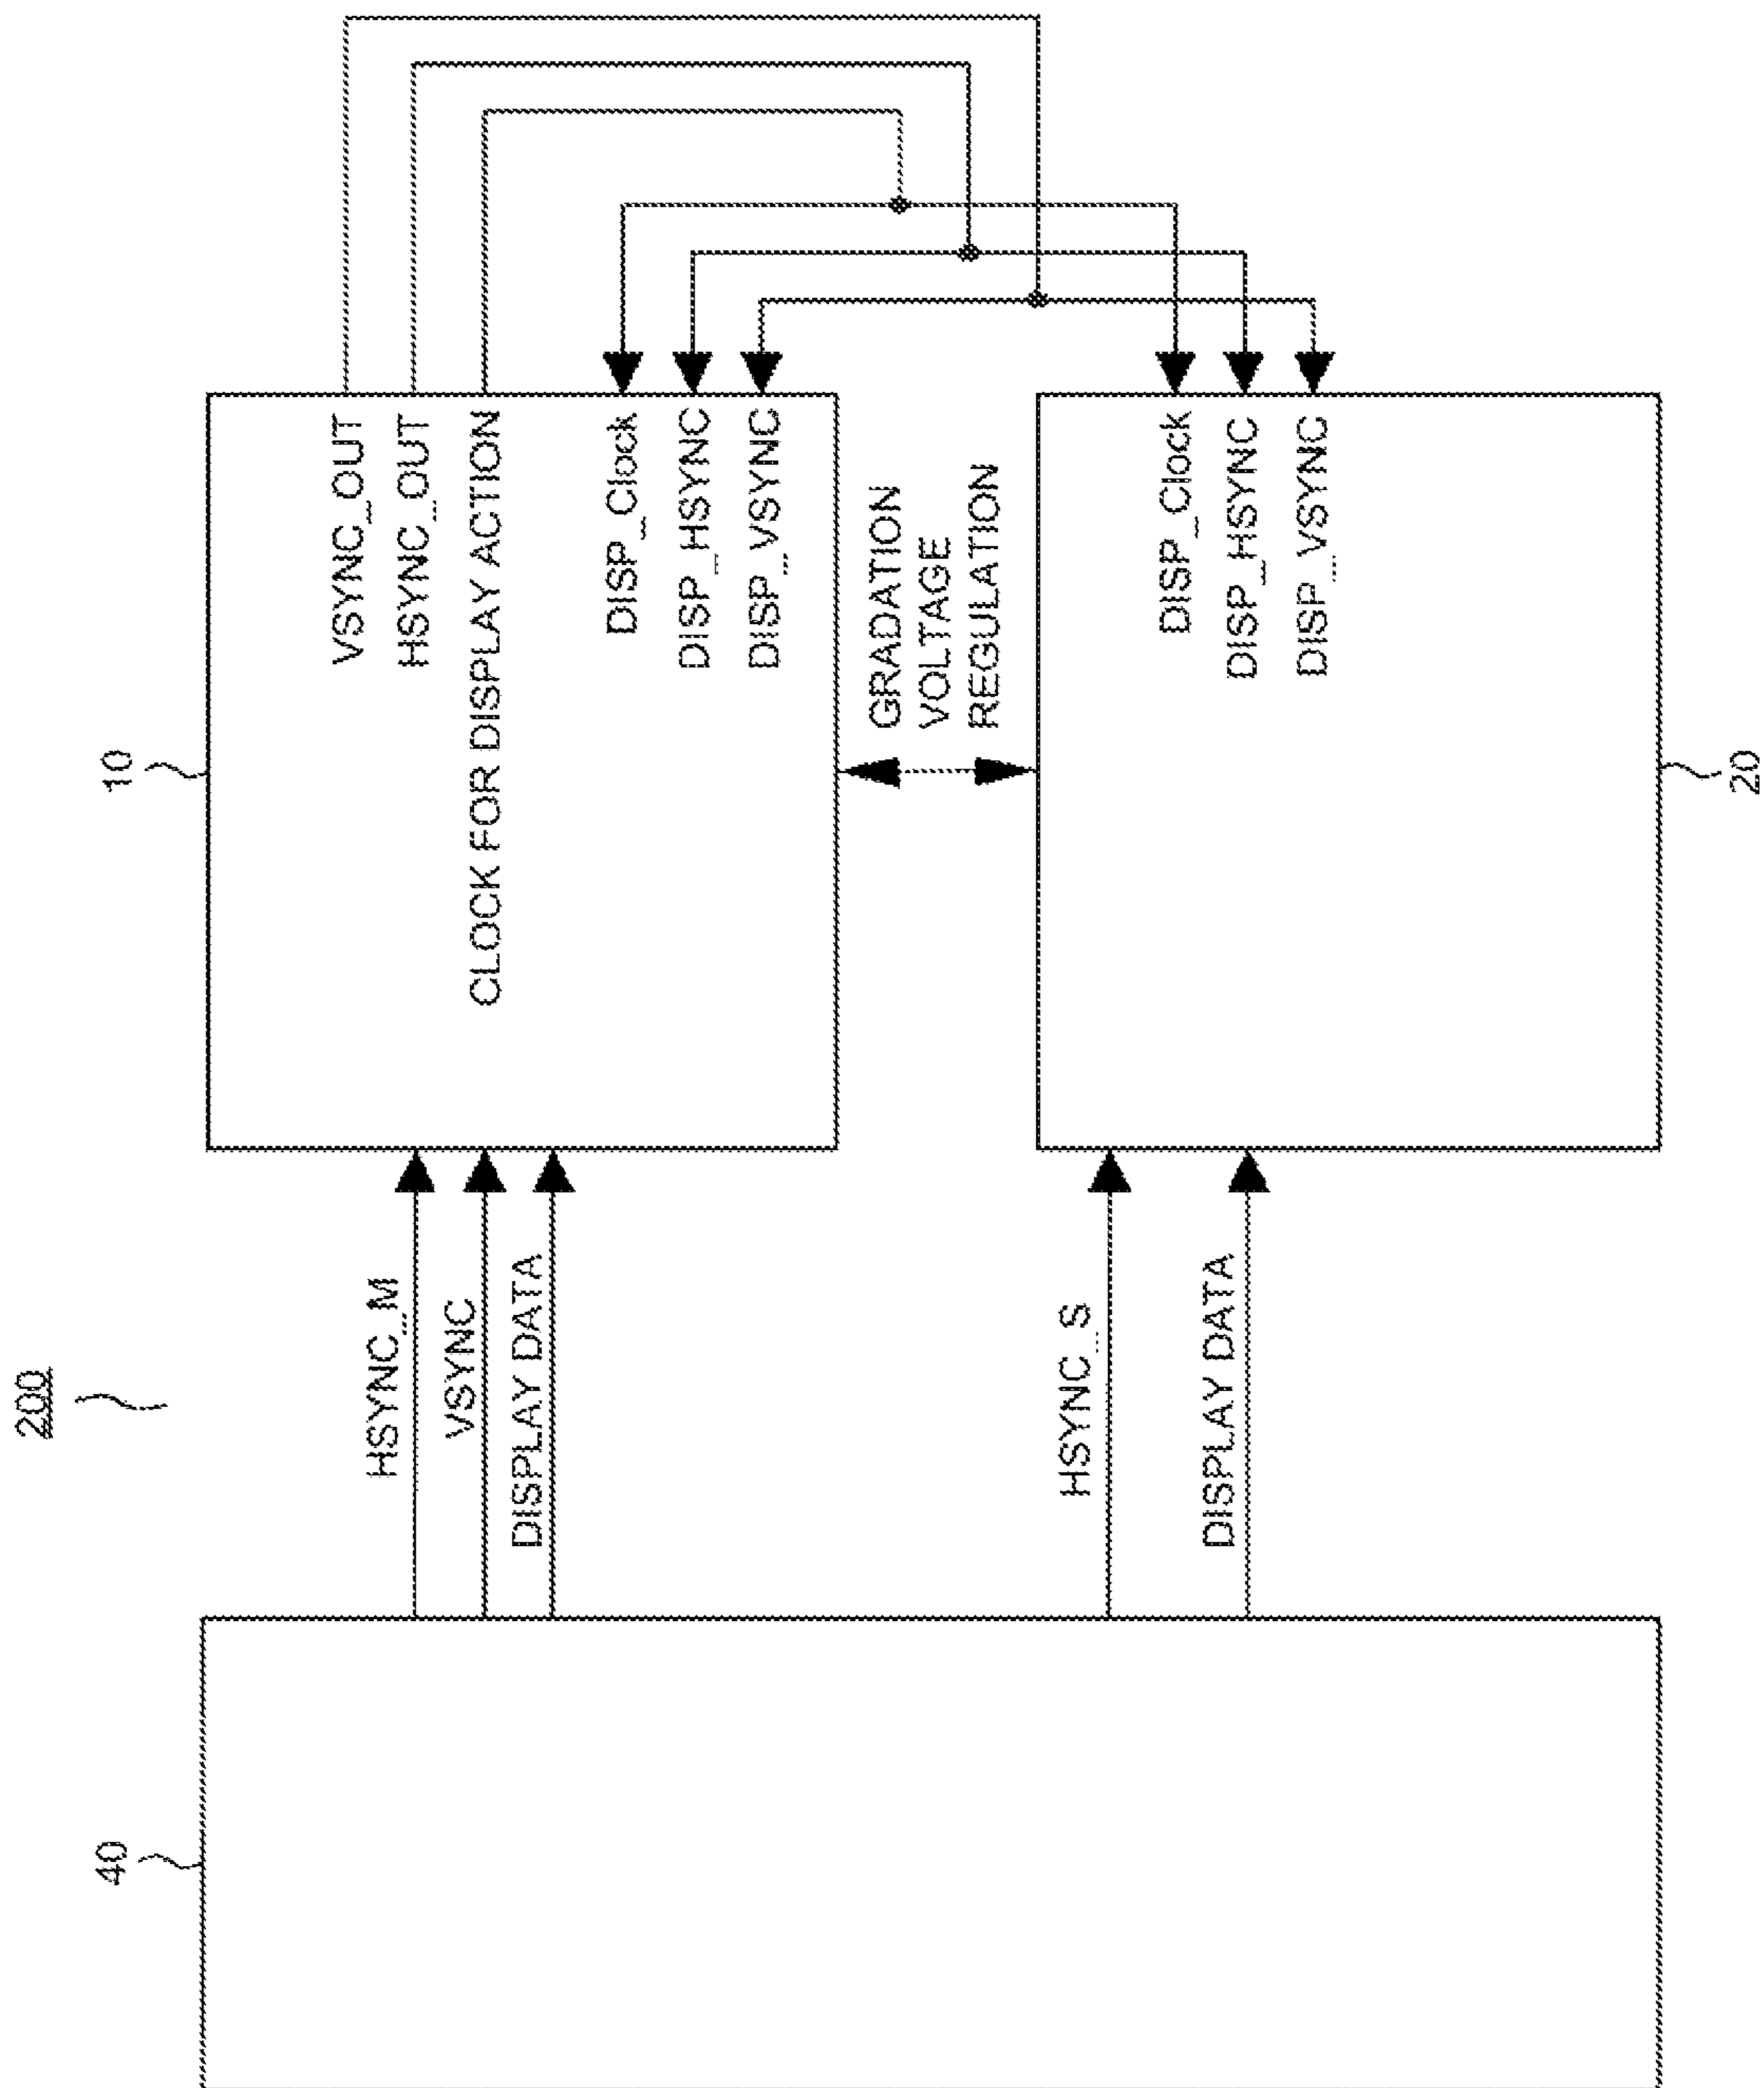 200
40
10
20
HSYNC_M
VSYNC
DISPLAY DATA
HSYNC_S
DISPLAY DATA
VSYNC_OUT
HSYNC_OUT
CLOCK FOR DISPLAY ACTION
DISP_Clock
DISP_HSYNC
DISP_VSYNC
GRADATION
VOLTAGE
REGULATION
DISP_Clock
DISP_HSYNC
DISP_VSYNC